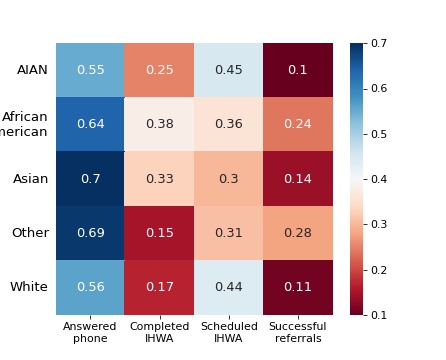 0.7
AIAN 0.55 0.25 0.45 0.1
0.6
African
merican 0.64 0.38 0.36 0.24
0.5
Asian 0.7 0.33 0.3 0.14
0.4
0.3
Other 0.69 0.15 0.31 0.28
0.2
White 0.56 0.17 0.44 0.11
0.1
Answered Completed Scheduled Successful
phone IHWA IHWA referrals